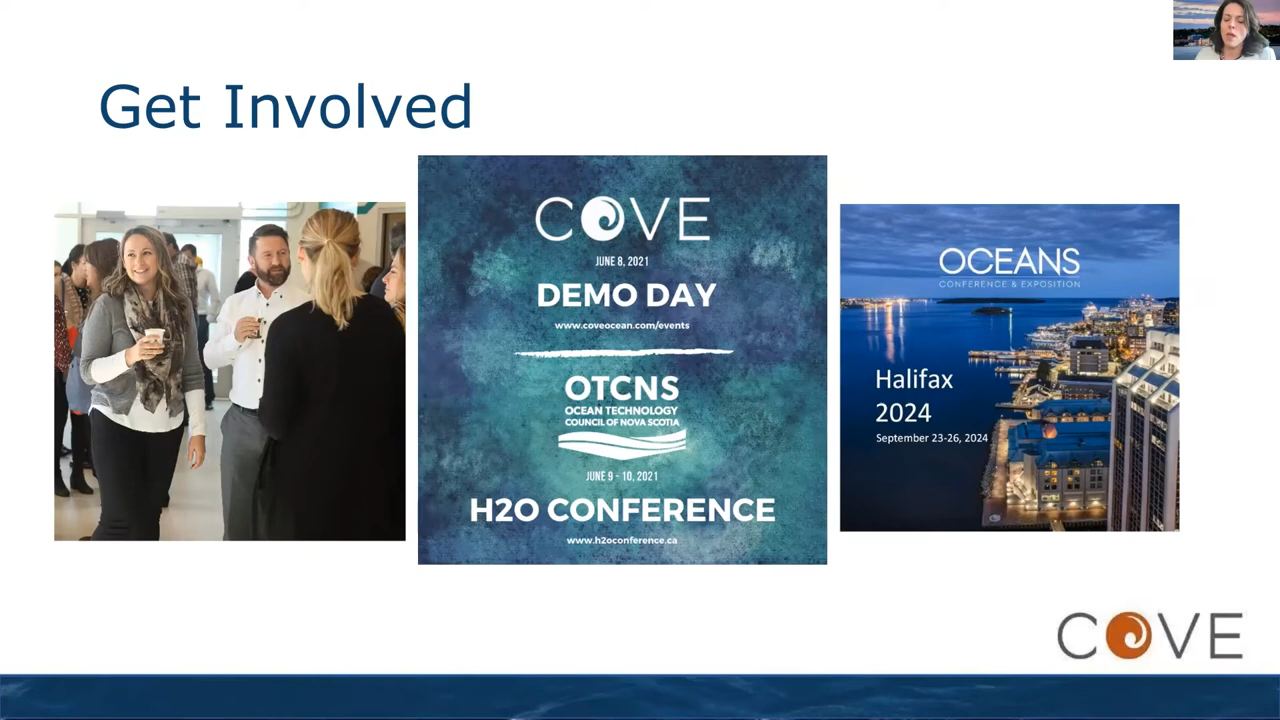 Get Involved
COVE
JUNE 8, 2021
DEMO DAY
www.coveocean.com/events
OTCNS
OCEAN TECHNOLOGY
COUNCIL OF NOVA SCOTIA
JUNE 9 - 10, 2021
H2O CONFERENCE
www.h2oconference.ca
OCEANS
CONFERENCE & EXPOSITION
Halifax
2024
September 23-26, 2024
COVE